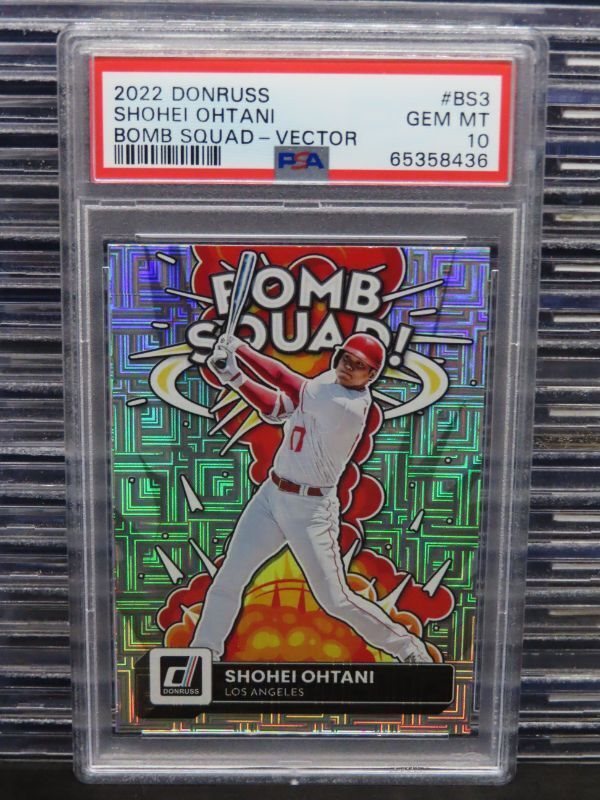 2022 DONRUSS #BS3
SHOHEI OHTANI GEM MT
BOMB SQUAD-VECTOR 10
PSA 65358436
BOMB
SQUAD!
17
DONRUSS
SHOHEI OHTANI
LOS ANGELES